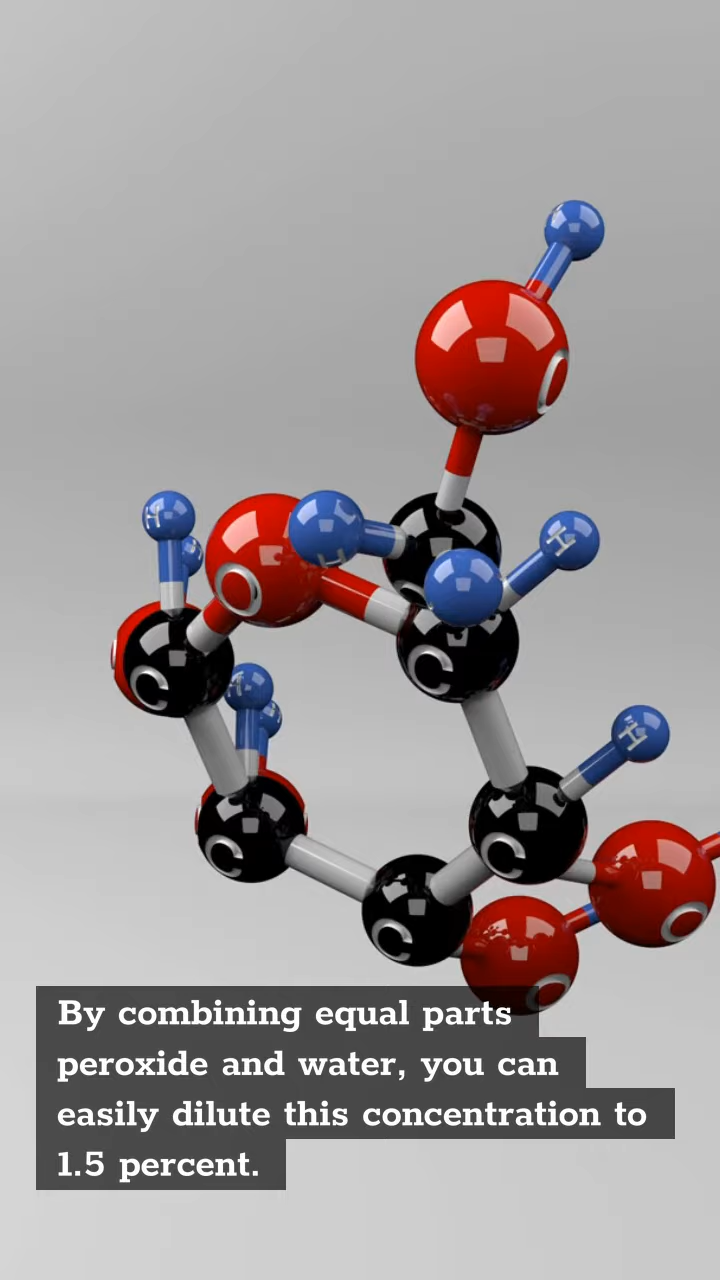 O
H
O
H
H
C
C
H
H
H
C
C
C
O
O
By combining equal parts
peroxide and water, you can
easily dilute this concentration to
1.5 percent.